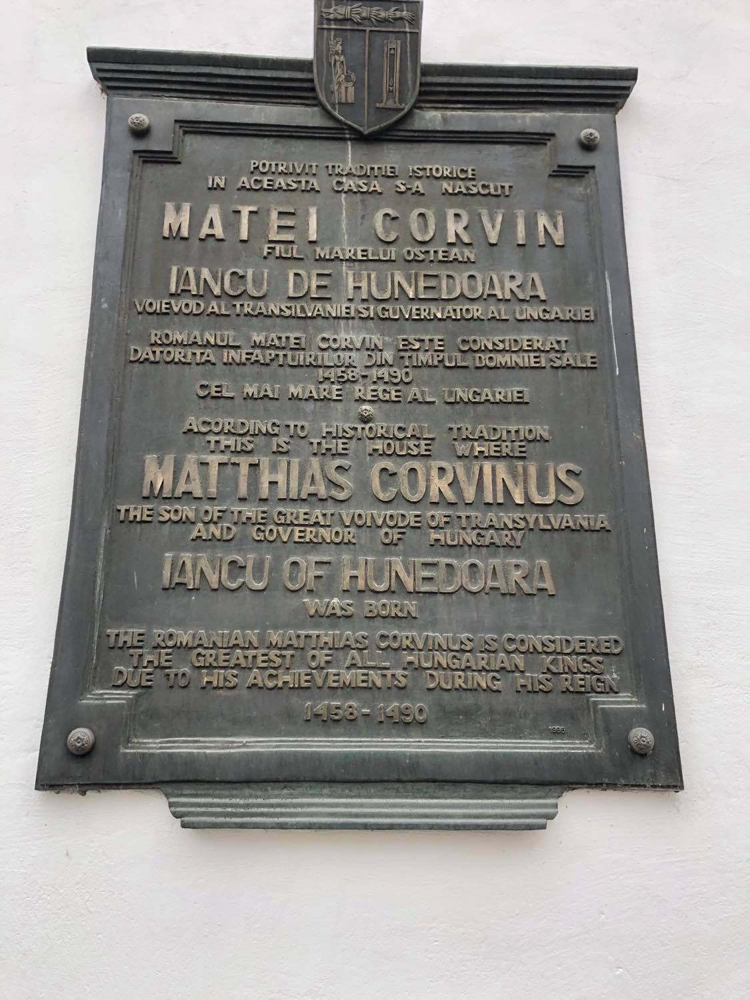 POTRIVIT TRADITIEI ISTORICE
IN ACEASTA CASA S-A NASCUT
MATEI CORVIN
FIUL MARELUI OSTEAN
IANCU DE HUNEDOARA
VOIEVOD AL TRANSILVANIEI SI GUVERNATOR AL UNGARIEI
ROMANUL MATEI CORVIN ESTE CONSIDERAT
DATORITA INFAPTUIRILOR DIN TIMPUL DOMNIEI SALE
1458-1490
CEL MAI MARE REGE AL UNGARIEI
ACORDING TO HISTORICAL TRADITION
THIS IS THE HOUSE WHERE
MATTHIAS CORVINUS
THE SON OF THE GREAT VOIVODE OF TRANSYLVANIA
AND GOVERNOR OF HUNGARY
IANCU OF HUNEDOARA
WAS BORN
THE ROMANIAN MATTHIAS CORVINUS IS CONSIDERED
THE GREATEST OF ALL HUNGARIAN KINGS
DUE TO HIS ACHIEVEMENTS DURING HIS REIGN
1458-1490